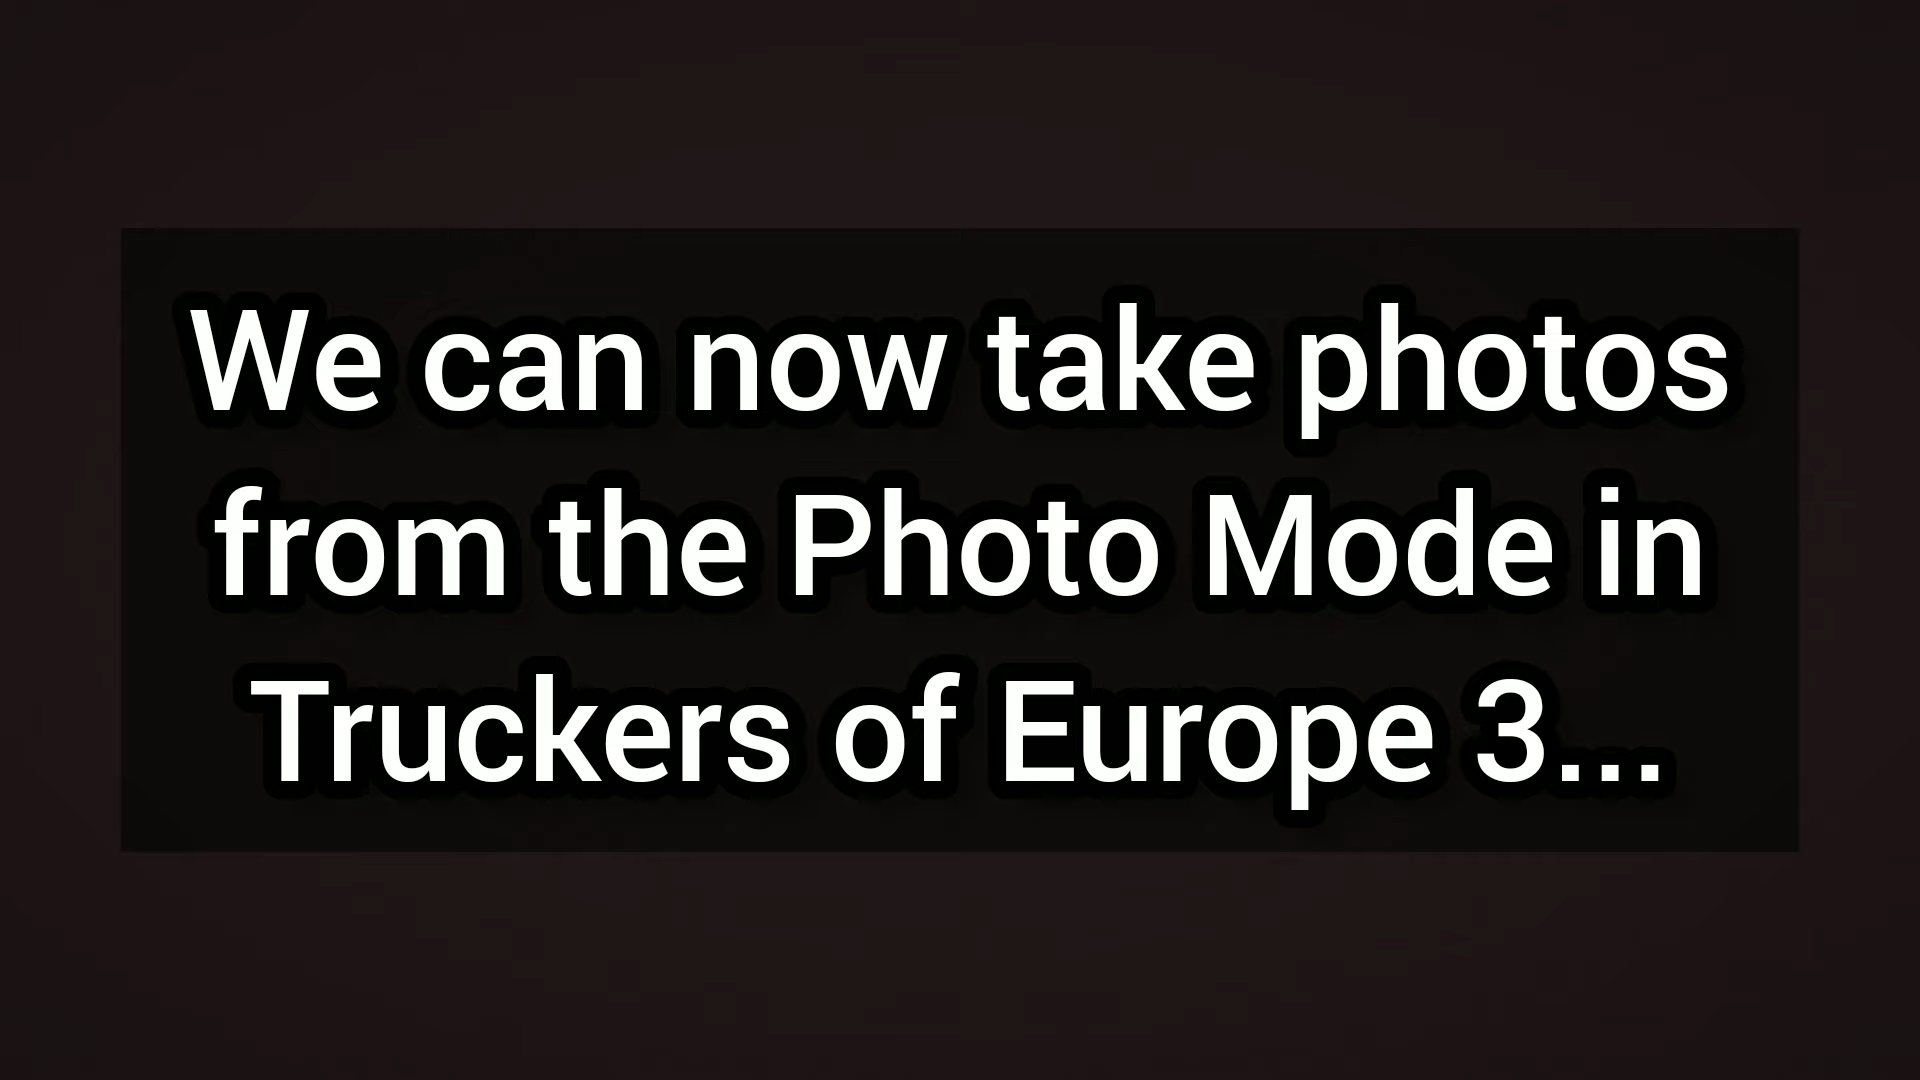 We can now take photos
from the Photo Mode in
Truckers of Europe 3...